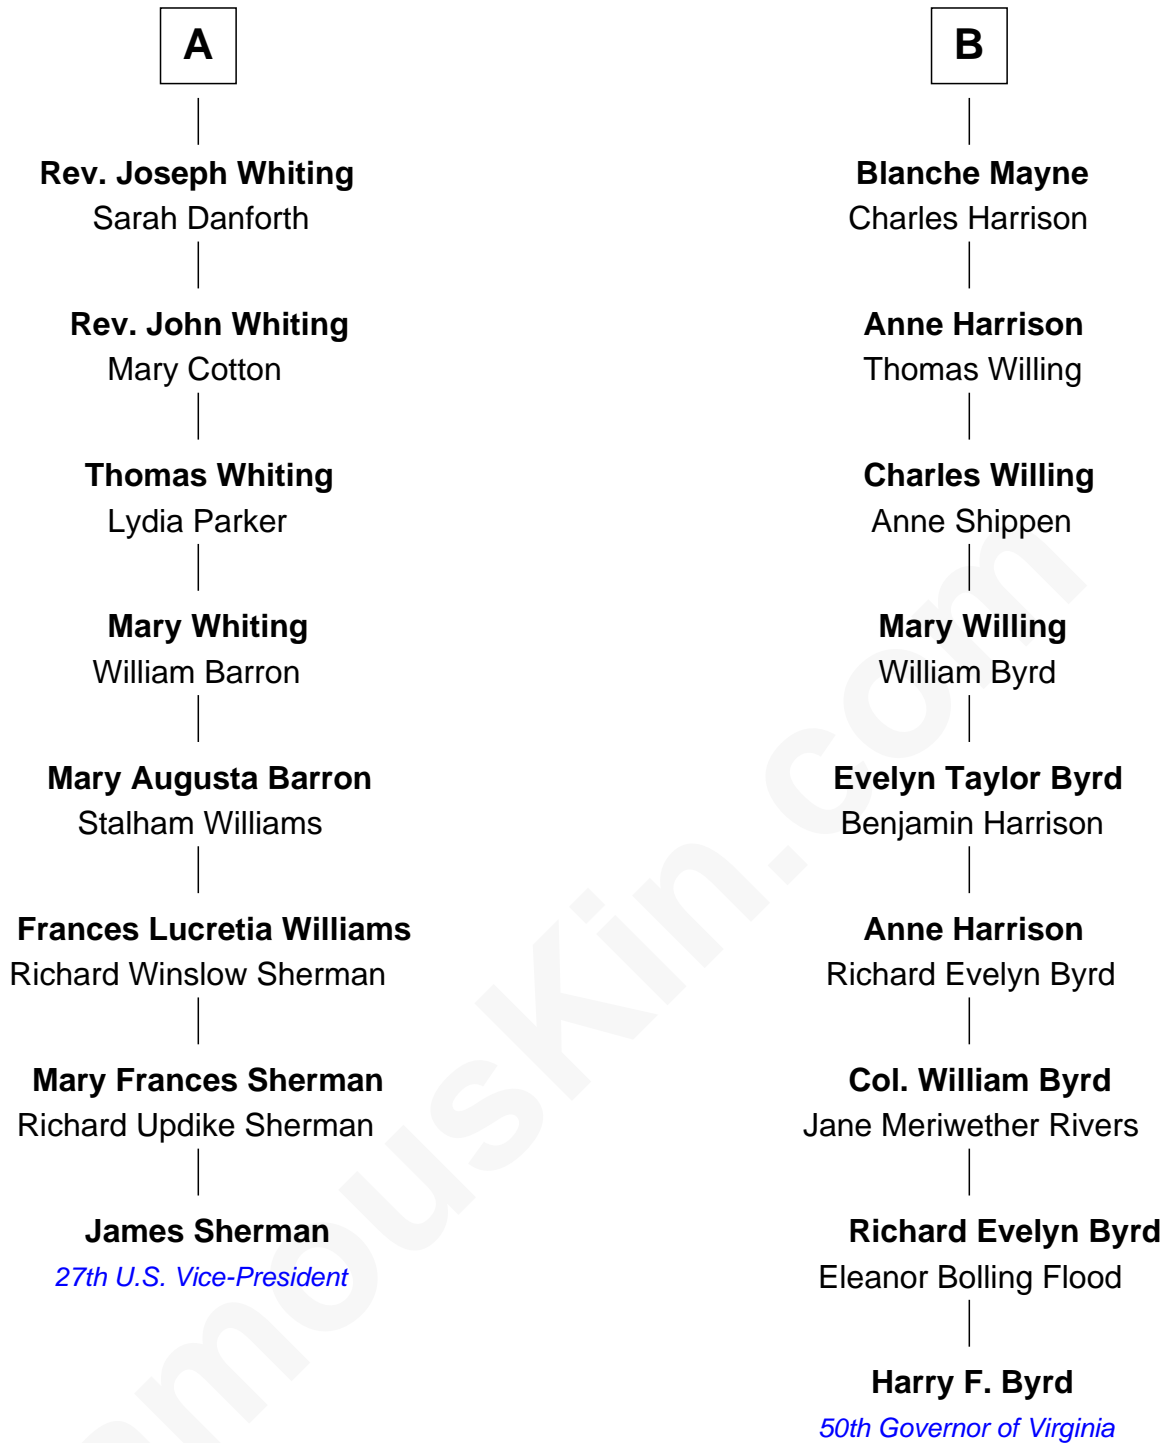 A
Rev. Joseph Whiting
Sarah Danforth
Rev. John Whiting
Mary Cotton
Thomas Whiting
Lydia Parker
Mary Whiting
William Barron
Mary Augusta Barron
Stalham Williams
Frances Lucretia Williams
Richard Winslow Sherman
Mary Frances Sherman
Richard Updike Sherman
James Sherman
27th U.S. Vice-President
B
Blanche Mayne
Charles Harrison
Anne Harrison
Thomas Willing
Charles Willing
Anne Shippen
Mary Willing
William Byrd
Evelyn Taylor Byrd
Benjamin Harrison
Anne Harrison
Richard Evelyn Byrd
Col. William Byrd
Jane Meriwether Rivers
Richard Evelyn Byrd
Eleanor Bolling Flood
Harry F. Byrd
50th Governor of Virginia
amousKin.com